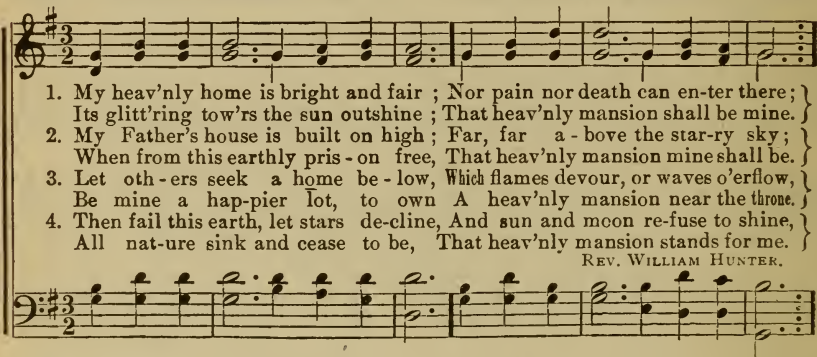 3
2
1. My heav'nly home is bright and fair ; Nor pain nor death can en-ter there;
Its glitt'ring tow'rs the sun outshine ; That heav'nly mansion shall be mine.
2. My Father's house is built on high ; Far, far a-bove the star-ry sky;
When from this earthly pris-on free, That heav'nly mansion mine shall be.
3. Let oth-ers seek a home be-low, Which flames devour, or waves o'erflow,
Be mine a hap-pier lot, to own A heav'nly mansion near the throne.
4. Then fail this earth, let stars de-cline, And sun and moon re-fuse to shine,
All nat-ure sink and cease to be, That heav'nly mansion stands for me.
REV. WILLIAM HUNTER.
3
2